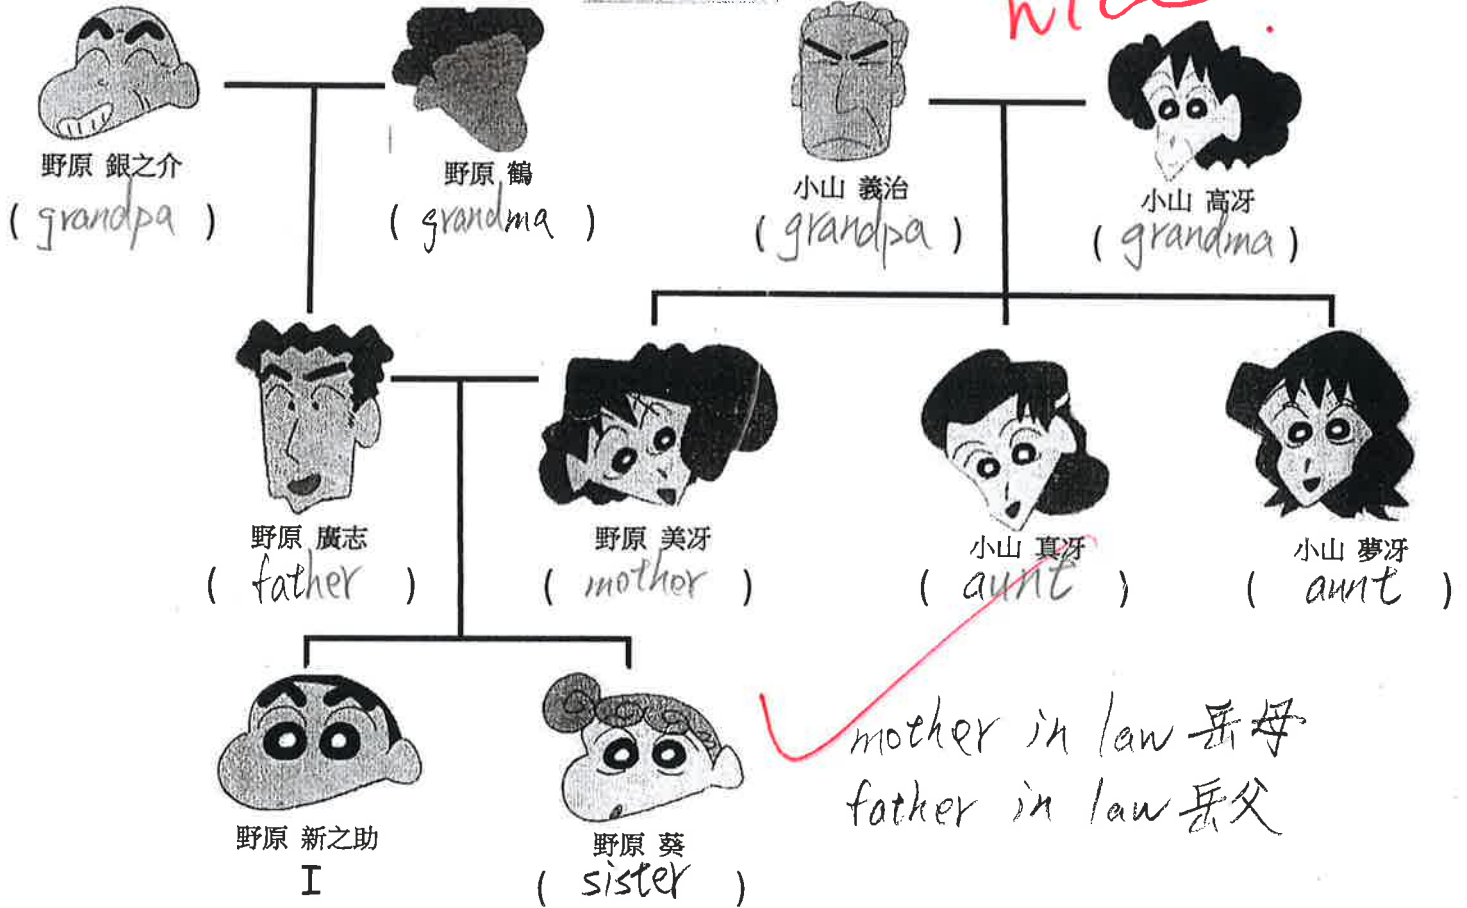 nice.
野原 銀之介
野原 鶴
小山 義治
小山 高冴
( grandpa )
( grandma )
( grandpa )
( grandma )
野原 廣志
野原 美冴
小山 真冴
小山 夢冴
( father )
( mother )
( aunt )
( aunt )
mother in law 岳母
father in law 岳父
野原 新之助
野原 葵
I
( sister )